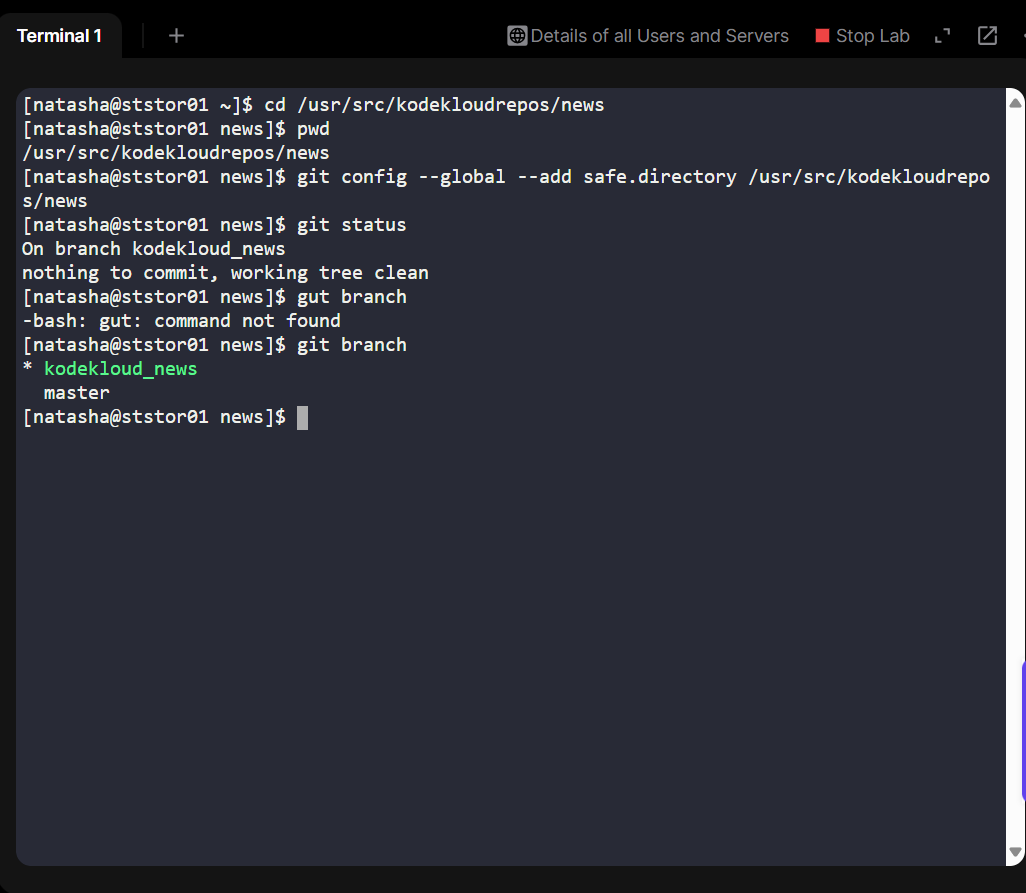 Terminal 1
+
Details of all Users and Servers
Stop Lab
[natasha@ststor01 ~]$ cd /usr/src/kodekloudrepos/news
[natasha@ststor01 news]$ pwd
/usr/src/kodekloudrepos/news
[natasha@ststor01 news]$ git config --global --add safe.directory /usr/src/kodekloudrepo
s/news
[natasha@ststor01 news]$ git status
On branch kodekloud_news
nothing to commit, working tree clean
[natasha@ststor01 news]$ gut branch
-bash: gut: command not found
[natasha@ststor01 news]$ git branch
* kodekloud_news
  master
[natasha@ststor01 news]$